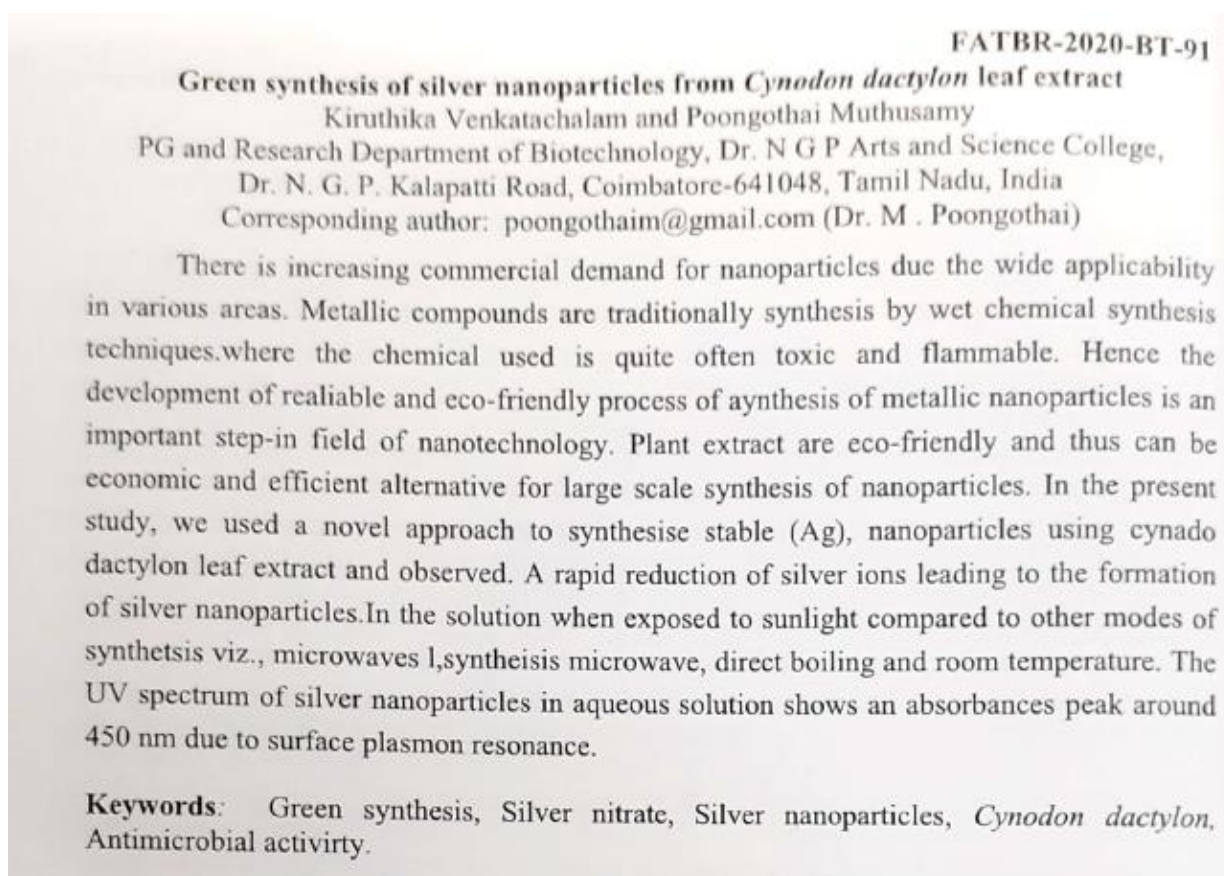 FATBR-2020-BT-91
Green synthesis of silver nanoparticles from Cynodon dactylon leaf extract
Kiruthika Venkatachalam and Poongothai Muthusamy
PG and Research Department of Biotechnology, Dr. N G P Arts and Science College,
Dr. N. G. P. Kalapatti Road, Coimbatore-641048, Tamil Nadu, India
Corresponding author: poongothaim@gmail.com (Dr. M . Poongothai)
There is increasing commercial demand for nanoparticles due the wide applicability
in various areas. Metallic compounds are traditionally synthesis by wet chemical synthesis
techniques.where the chemical used is quite often toxic and flammable. Hence the
development of realiable and eco-friendly process of aynthesis of metallic nanoparticles is an
important step-in field of nanotechnology. Plant extract are eco-friendly and thus can be
economic and efficient alternative for large scale synthesis of nanoparticles. In the present
study, we used a novel approach to synthesise stable (Ag), nanoparticles using cynado
dactylon leaf extract and observed. A rapid reduction of silver ions leading to the formation
of silver nanoparticles.In the solution when exposed to sunlight compared to other modes of
synthetsis viz., microwaves l,syntheisis microwave, direct boiling and room temperature. The
UV spectrum of silver nanoparticles in aqueous solution shows an absorbances peak around
450 nm due to surface plasmon resonance.
Keywords: Green synthesis, Silver nitrate, Silver nanoparticles, Cynodon dactylon,
Antimicrobial activirty.